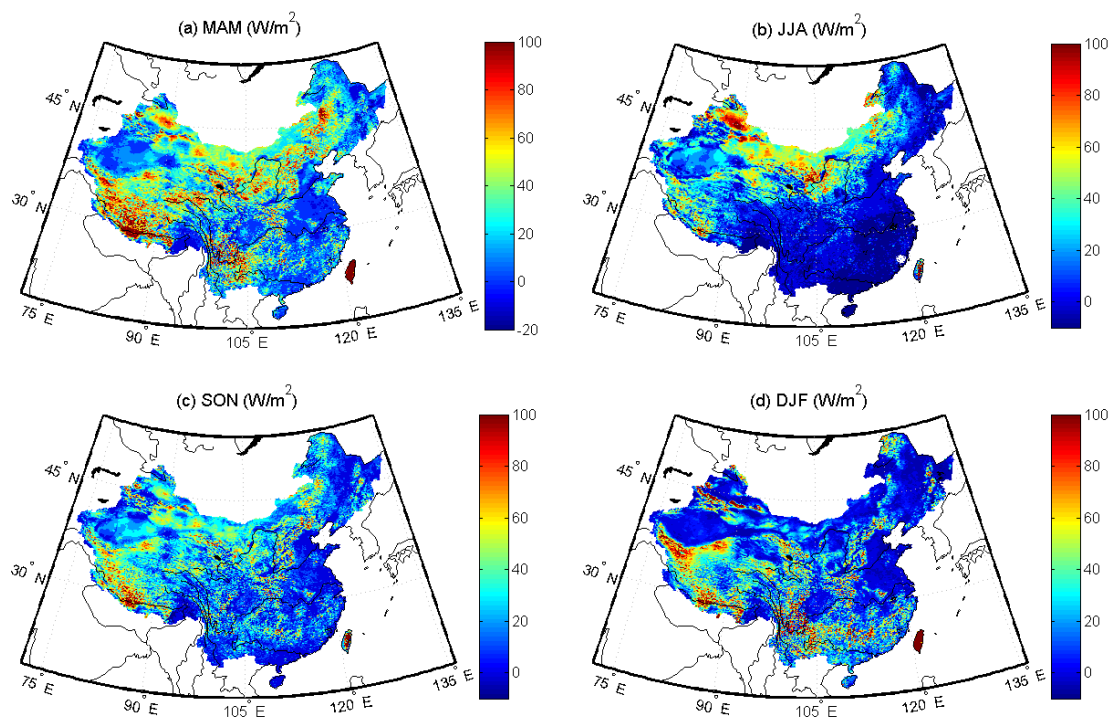 (a) MAM (W/m²)
100
80
60
40
20
0
-20
45° N
30° N
75° E
90° E
105° E
120° E
135° E
(b) JJA (W/m²)
100
80
60
40
20
0
45° N
30° N
75° E
90° E
105° E
120° E
135° E
(c) SON (W/m²)
100
80
60
40
20
0
45° N
30° N
75° E
90° E
105° E
120° E
135° E
(d) DJF (W/m²)
100
80
60
40
20
0
45° N
30° N
75° E
90° E
105° E
120° E
135° E